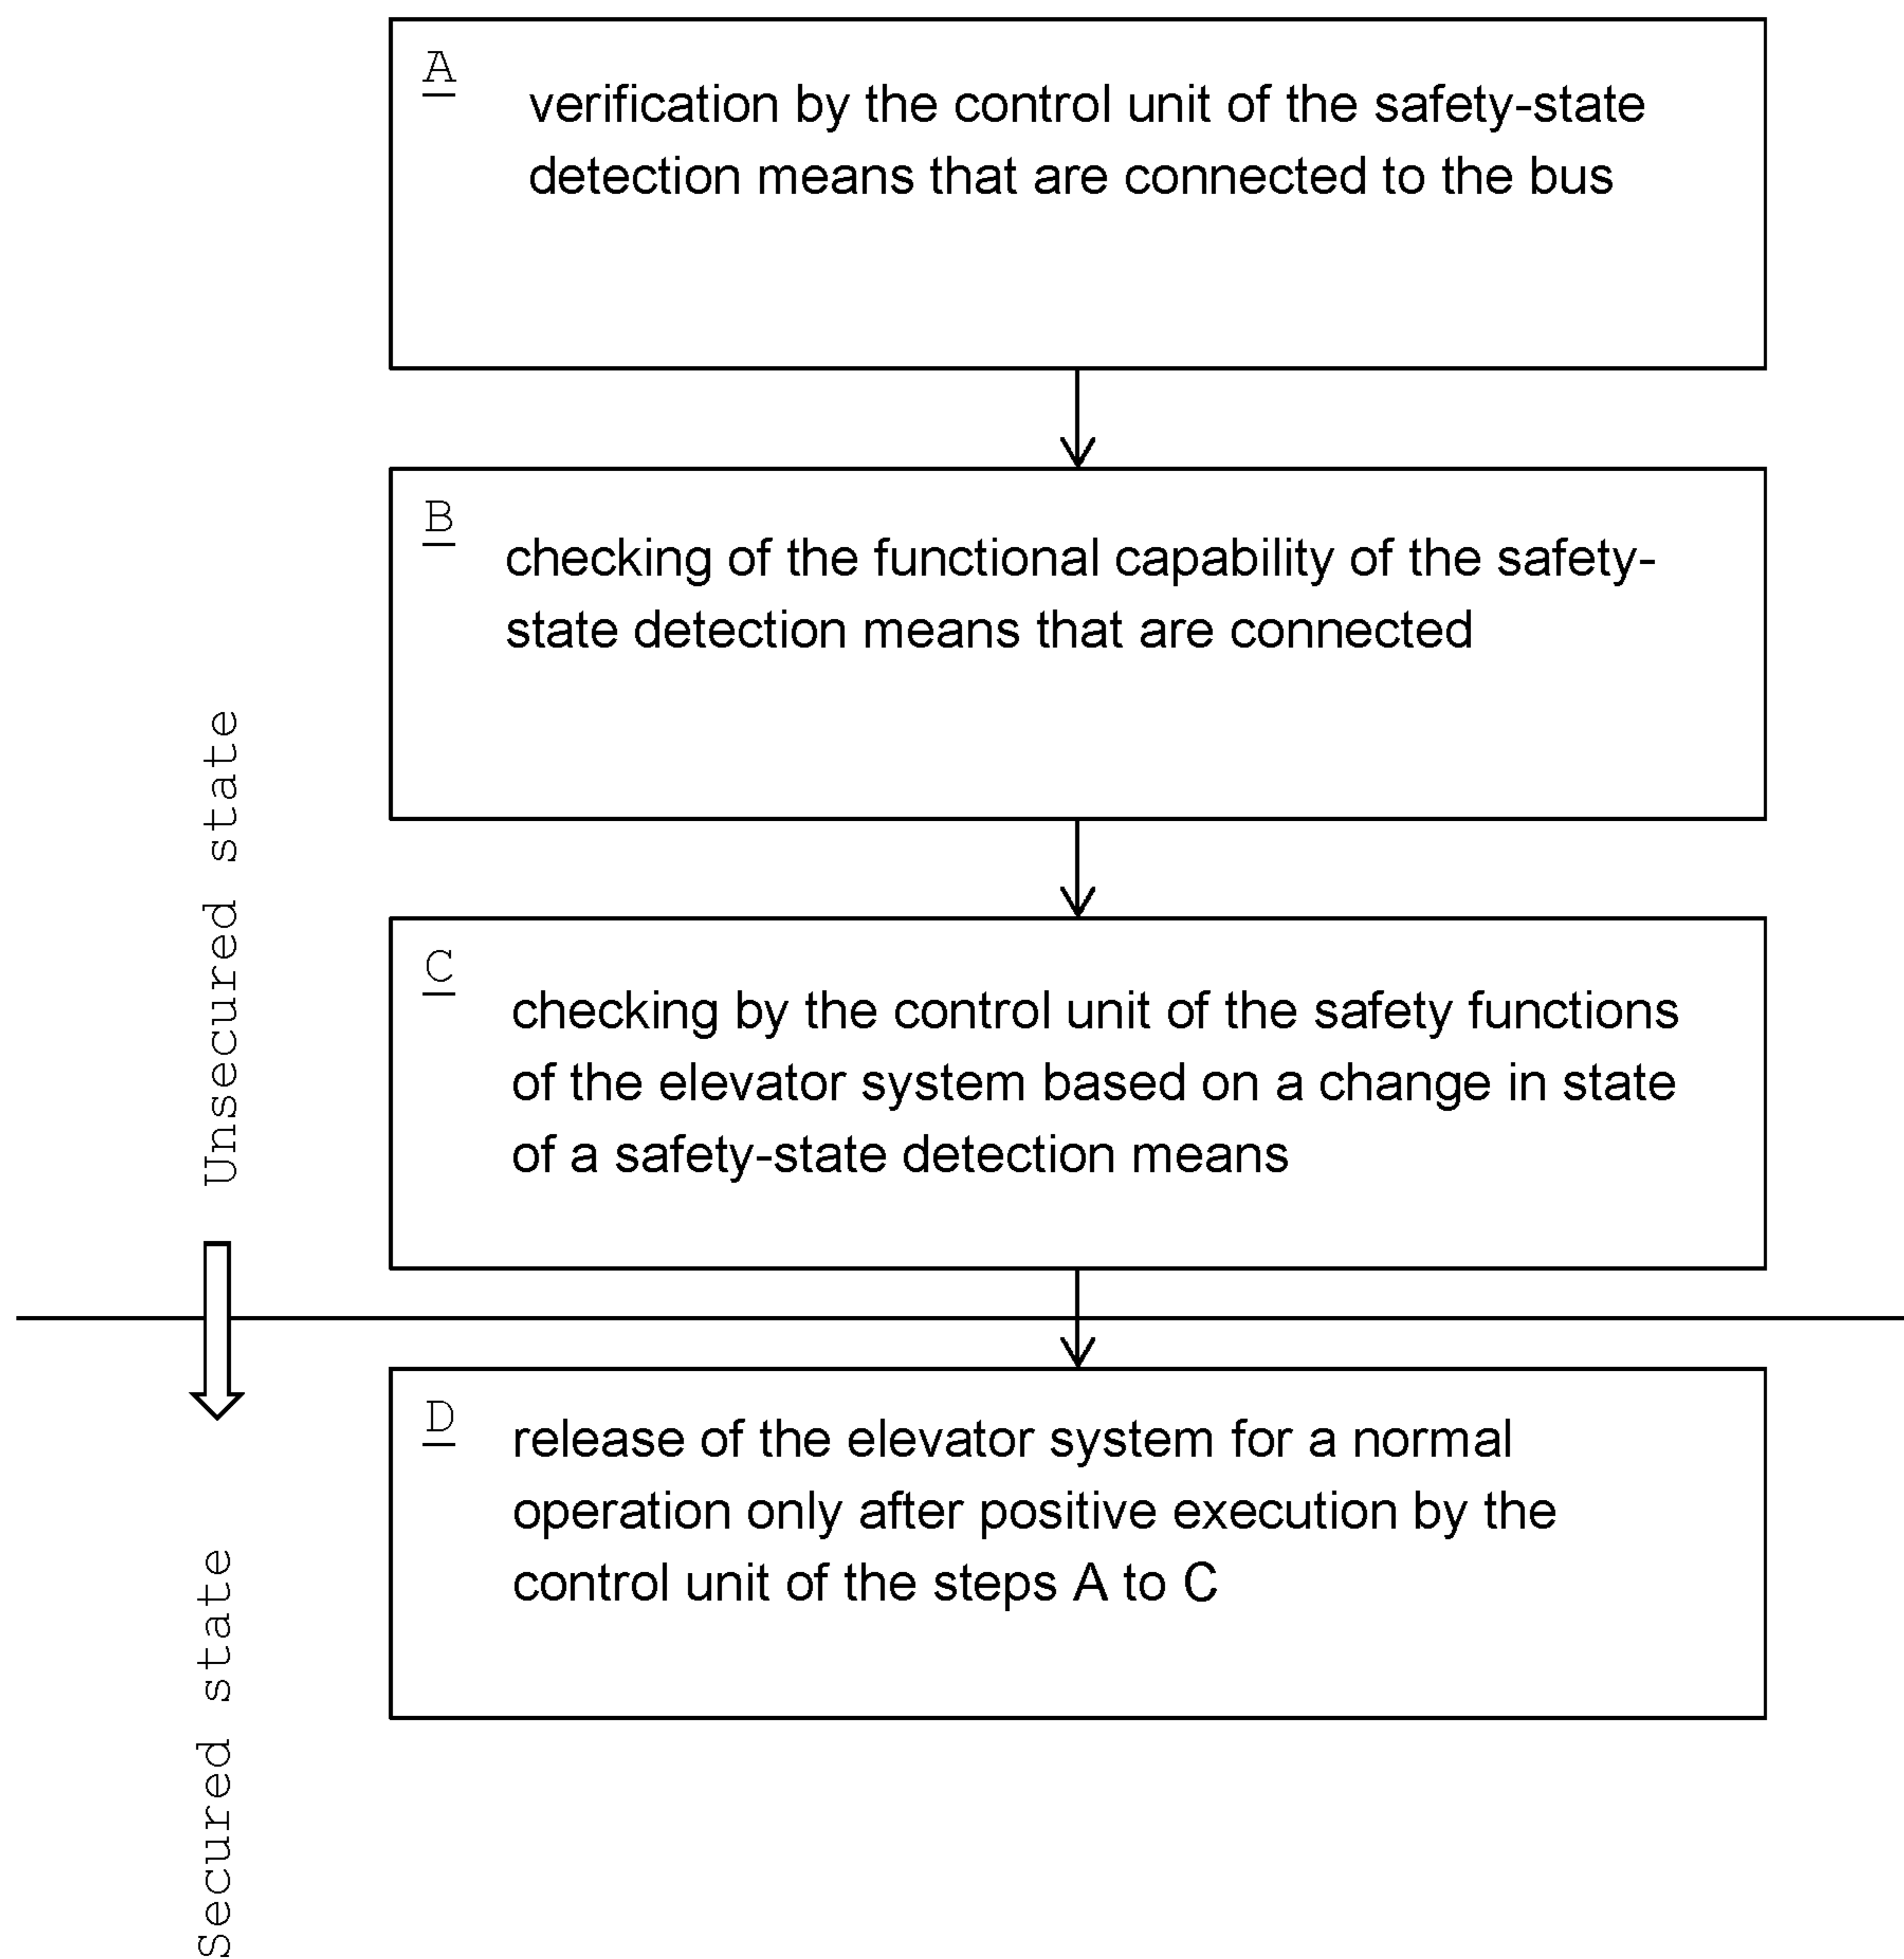 A
verification by the control unit of the safety-state
detection means that are connected to the bus
B
checking of the functional capability of the safety-
state detection means that are connected
C
checking by the control unit of the safety functions
of the elevator system based on a change in state
of a safety-state detection means
Unsecured state
D
release of the elevator system for a normal
operation only after positive execution by the
control unit of the steps A to C
Secured state